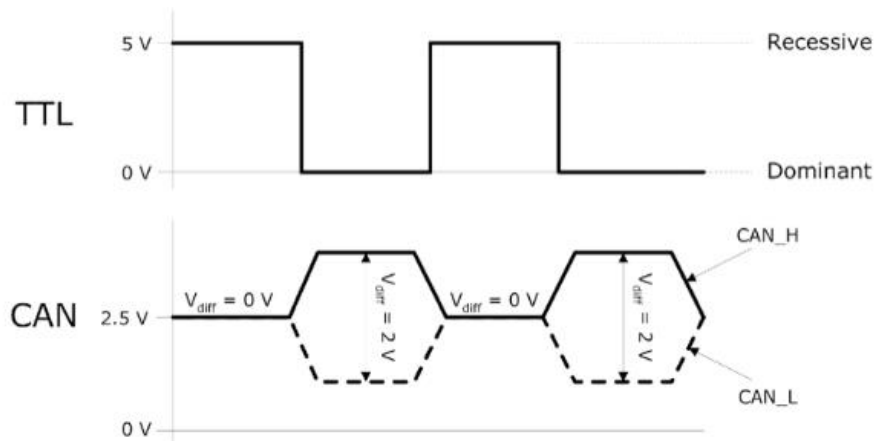 5 V
Recessive
TTL
0 V
Dominant
CAN_H
Vdiff = 0 V
Vdiff = 2 V
Vdiff = 0 V
Vdiff = 2 V
CAN
2.5 V
CAN_L
0 V